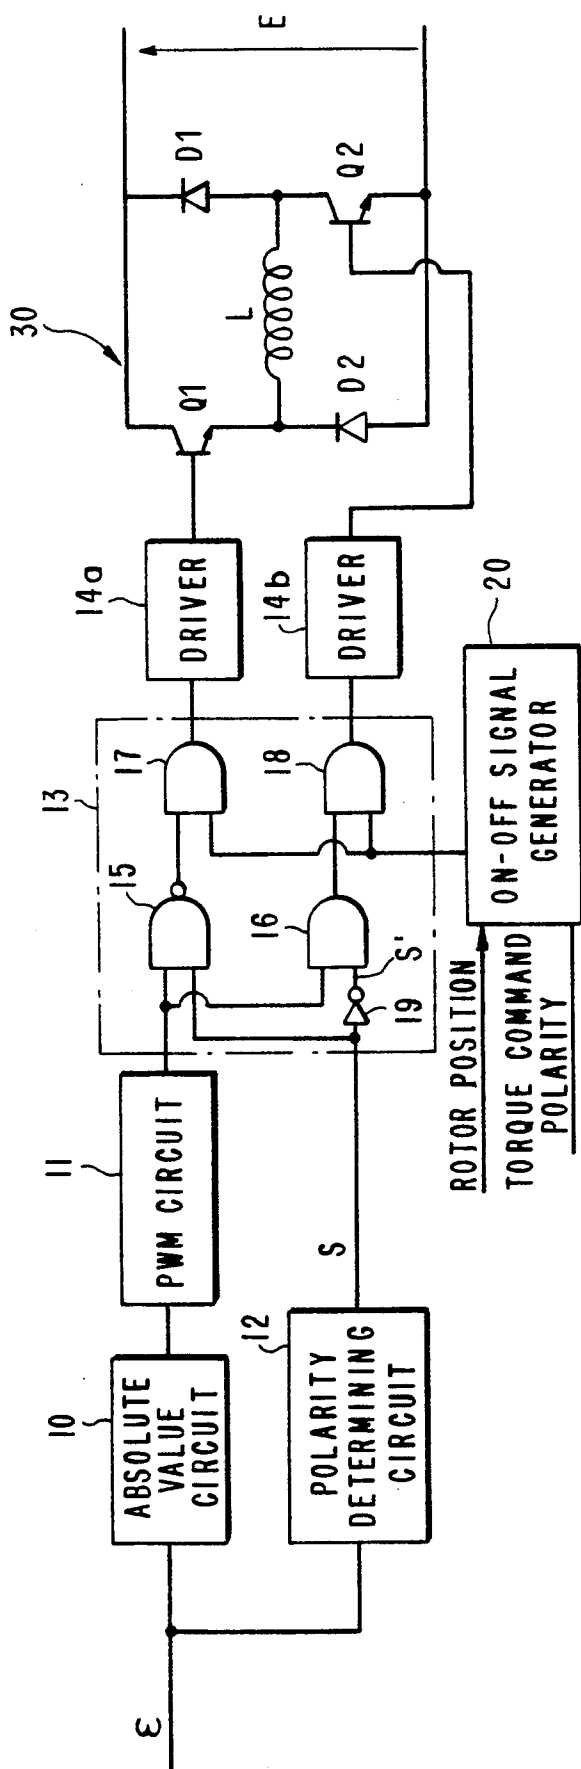 ε
10
ABSOLUTE
VALUE
CIRCUIT
11
PWM CIRCUIT
12
POLARITY
DETERMINING
CIRCUIT
S
13
15
16
S'
19
17
18
14a
DRIVER
14b
DRIVER
20
ON-OFF SIGNAL
GENERATOR
ROTOR POSITION
TORQUE COMMAND
POLARITY
30
Q1
L
D2
D1
Q2
E